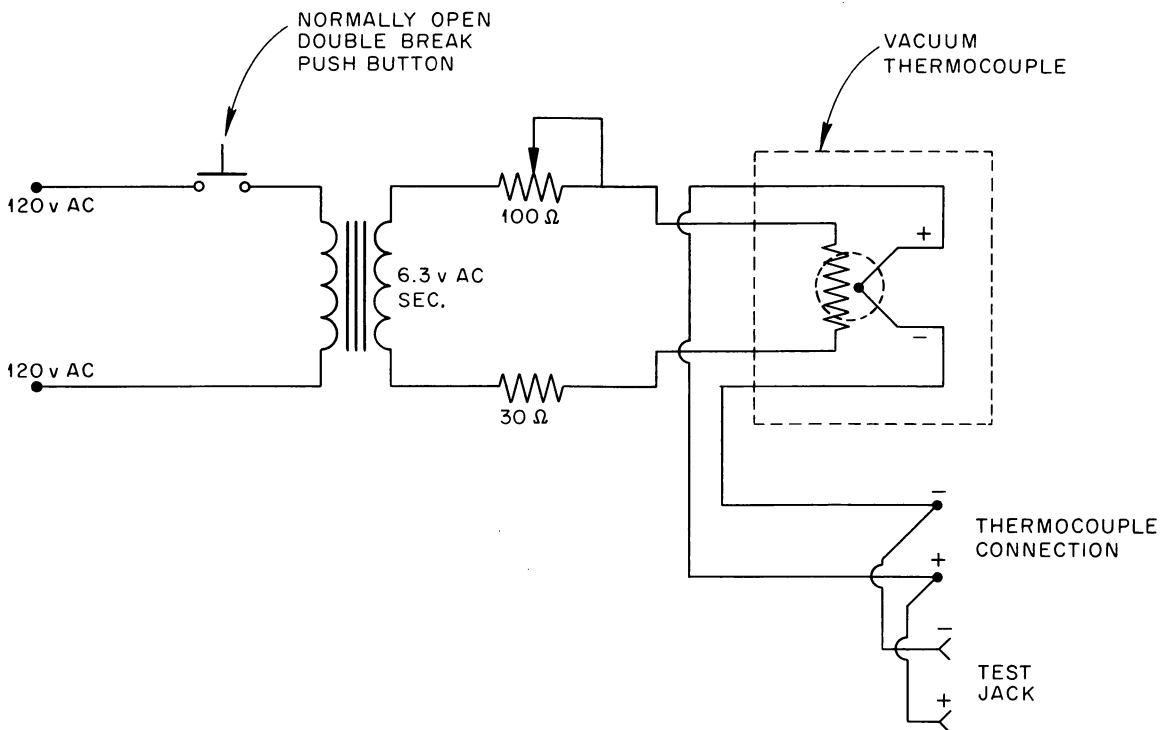 NORMALLY OPEN
DOUBLE BREAK
PUSH BUTTON
VACUUM
THERMOCOUPLE
120 v AC
100 Ω
+
6.3 v AC
SEC.
−
120 v AC
30 Ω
−
THERMOCOUPLE
CONNECTION
+
−
TEST
JACK
+